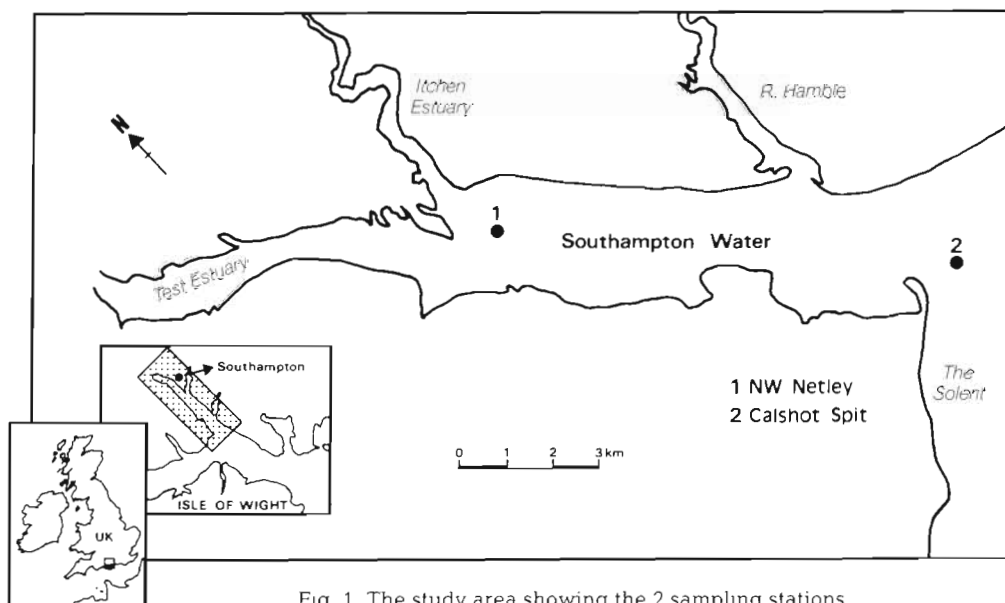 Itchen
Estuary
R. Hamble
N
1
Southampton Water
2
Test Estuary
Southampton
The
Solent
1 NW Netley
2 Calshot Spit
0 1 2 3 km
ISLE OF WIGHT
UK
Fig. 1. The study area showing the 2 sampling stations